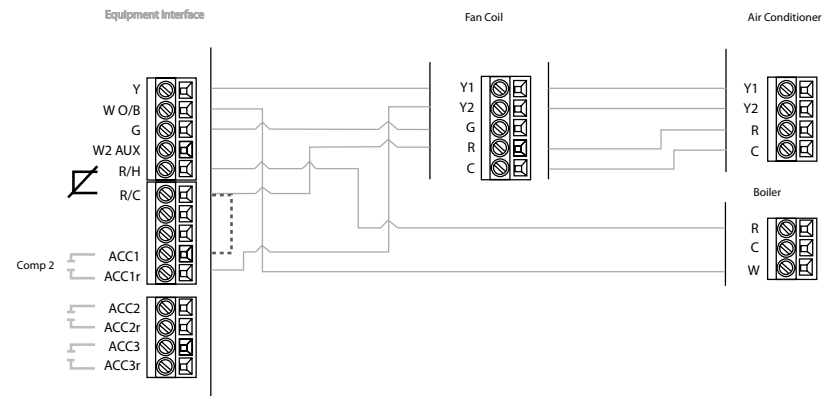 Equipment Interface
Fan Coil
Air Conditioner
Y
W O/B
G
W2 AUX
R/H
R/C
Comp 2
ACC1
ACC1r
ACC2
ACC2r
ACC3
ACC3r
Y1
Y2
G
R
C
Y1
Y2
R
C
Boiler
R
C
W